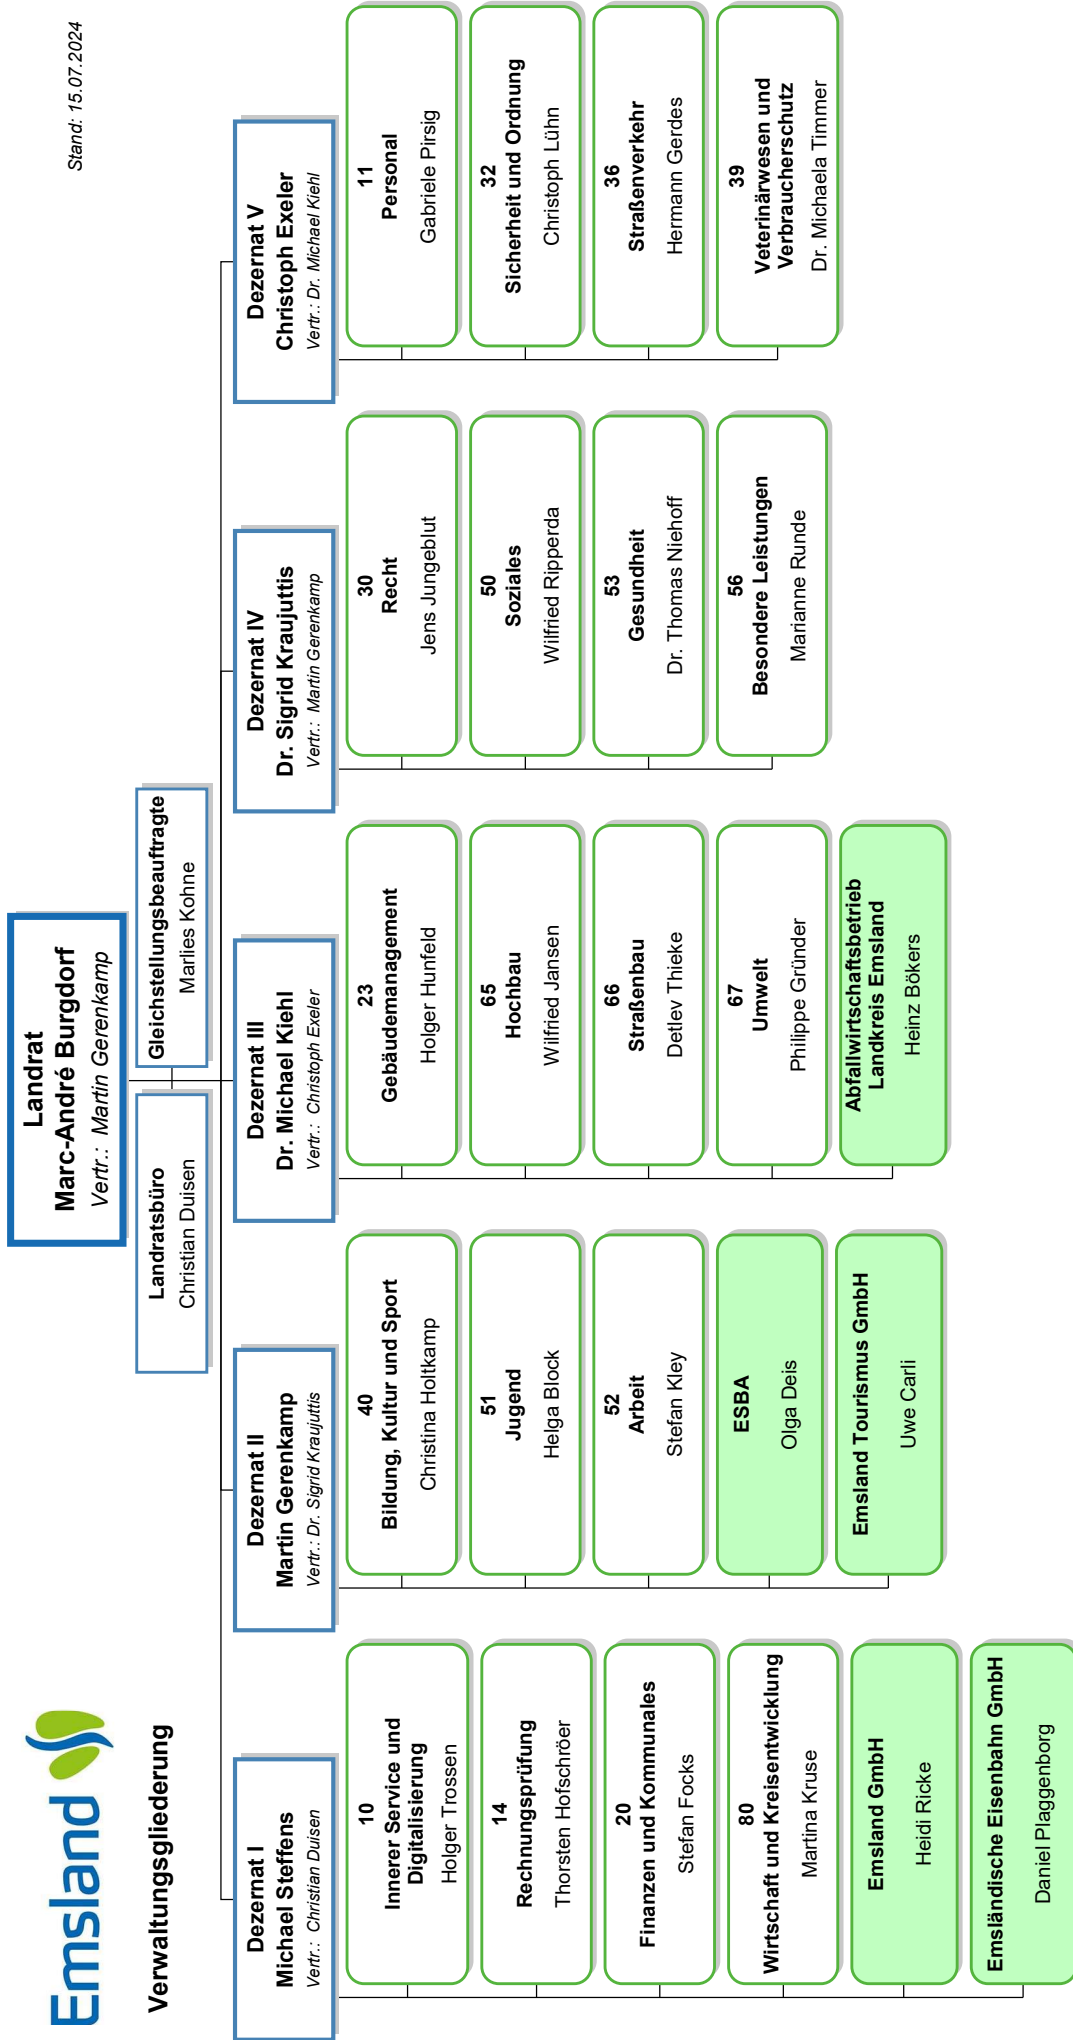 Emsland
Stand: 15.07.2024
Verwaltungsgliederung
Landrat
Marc-André Burgdorf
Vertr.: Martin Gerenkamp
Landratsbüro
Christian Duisen
Gleichstellungsbeauftragte
Marlies Kohne
Dezernat I
Michael Steffens
Vertr.: Christian Duisen
10
Innerer Service und
Digitalisierung
Holger Trossen
14
Rechnungsprüfung
Thorsten Hofschröer
20
Finanzen und Kommunales
Stefan Focks
80
Wirtschaft und Kreisentwicklung
Martina Kruse
Emsland GmbH
Heidi Ricke
Emsländische Eisenbahn GmbH
Daniel Plaggenborg
Dezernat II
Martin Gerenkamp
Vertr.: Dr. Sigrid Kraujuttis
40
Bildung, Kultur und Sport
Christina Holtkamp
51
Jugend
Helga Block
52
Arbeit
Stefan Kley
ESBA
Olga Deis
Emsland Tourismus GmbH
Uwe Carli
Dezernat III
Dr. Michael Kiehl
Vertr.: Christoph Exeler
23
Gebäudemanagement
Holger Hunfeld
65
Hochbau
Wilfried Jansen
66
Straßenbau
Detlev Thieke
67
Umwelt
Philippe Gründer
Abfallwirtschaftsbetrieb
Landkreis Emsland
Heinz Bökers
Dezernat IV
Dr. Sigrid Kraujuttis
Vertr.: Martin Gerenkamp
30
Recht
Jens Jungeblut
50
Soziales
Wilfried Ripperda
53
Gesundheit
Dr. Thomas Niehoff
56
Besondere Leistungen
Marianne Runde
Dezernat V
Christoph Exeler
Vertr.: Dr. Michael Kiehl
11
Personal
Gabriele Pirsig
32
Sicherheit und Ordnung
Christoph Lühn
36
Straßenverkehr
Hermann Gerdes
39
Veterinärwesen und
Verbraucherschutz
Dr. Michaela Timmer